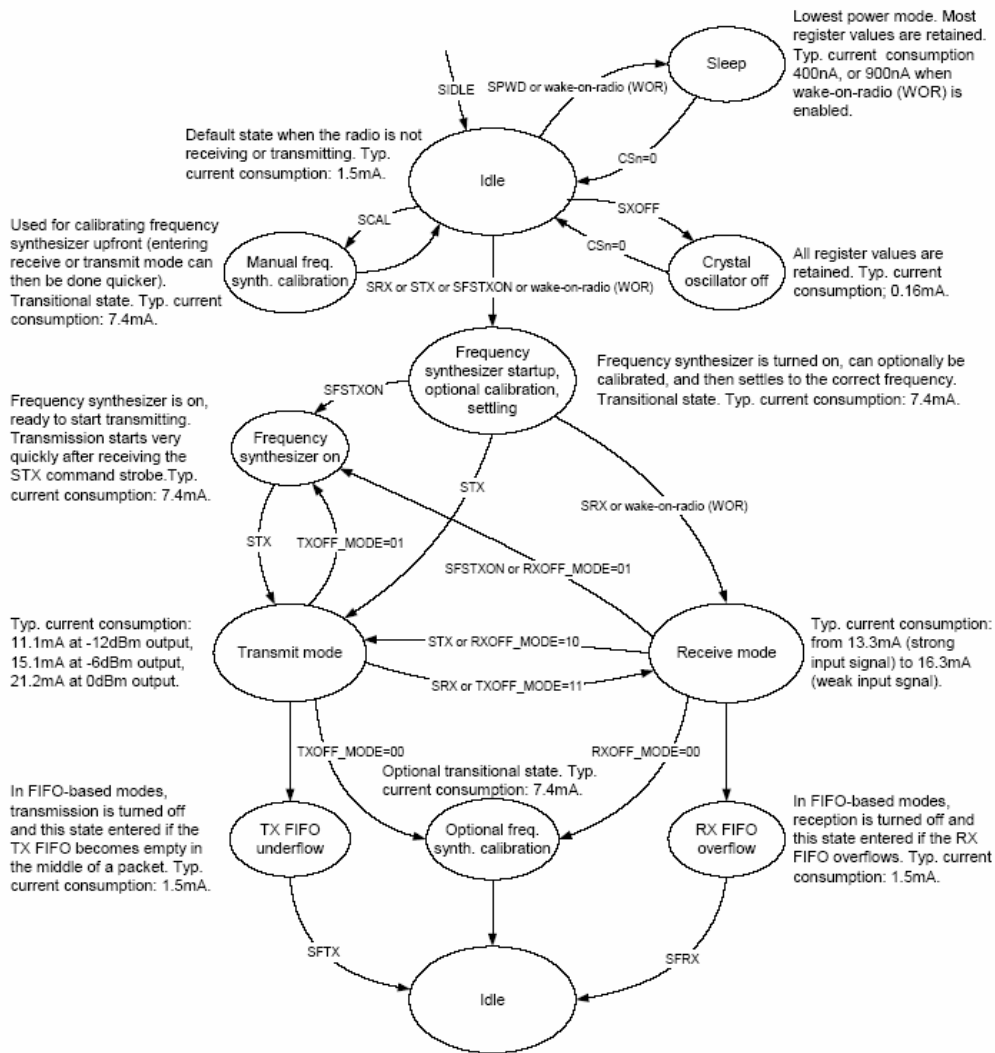 Lowest power mode. Most
register values are retained.
Typ. current consumption
400nA, or 900nA when
wake-on-radio (WOR) is
enabled.
Sleep
SIDLE
SPWD or wake-on-radio (WOR)
CSn=0
Default state when the radio is not
receiving or transmitting. Typ.
current consumption: 1.5mA.
Idle
SCAL
SXOFF
CSn=0
Used for calibrating frequency
synthesizer upfront (entering
receive or transmit mode can
then be done quicker).
Transitional state. Typ. current
consumption: 7.4mA.
Manual freq.
synth. calibration
Crystal
oscillator off
All register values are
retained. Typ. current
consumption; 0.16mA.
SRX or STX or SFSTXON or wake-on-radio (WOR)
Frequency
synthesizer startup,
optional calibration,
settling
Frequency synthesizer is turned on, can optionally be
calibrated, and then settles to the correct frequency.
Transitional state. Typ. current consumption: 7.4mA.
SFSTXON
Frequency synthesizer is on,
ready to start transmitting.
Transmission starts very
quickly after receiving the
STX command strobe.Typ.
current consumption: 7.4mA.
Frequency
synthesizer on
STX
SRX or wake-on-radio (WOR)
STX
TXOFF_MODE=01
SFSTXON or RXOFF_MODE=01
Typ. current consumption:
11.1mA at -12dBm output,
15.1mA at -6dBm output,
21.2mA at 0dBm output.
Transmit mode
STX or RXOFF_MODE=10
SRX or TXOFF_MODE=11
Receive mode
Typ. current consumption:
from 13.3mA (strong
input signal) to 16.3mA
(weak input sgnal).
TXOFF_MODE=00
RXOFF_MODE=00
Optional transitional state. Typ.
current consumption: 7.4mA.
In FIFO-based modes,
transmission is turned off
and this state entered if the
TX FIFO becomes empty in
the middle of a packet. Typ.
current consumption: 1.5mA.
TX FIFO
underflow
Optional freq.
synth. calibration
RX FIFO
overflow
In FIFO-based modes,
reception is turned off and
this state entered if the RX
FIFO overflows. Typ. current
consumption: 1.5mA.
SFTX
SFRX
Idle